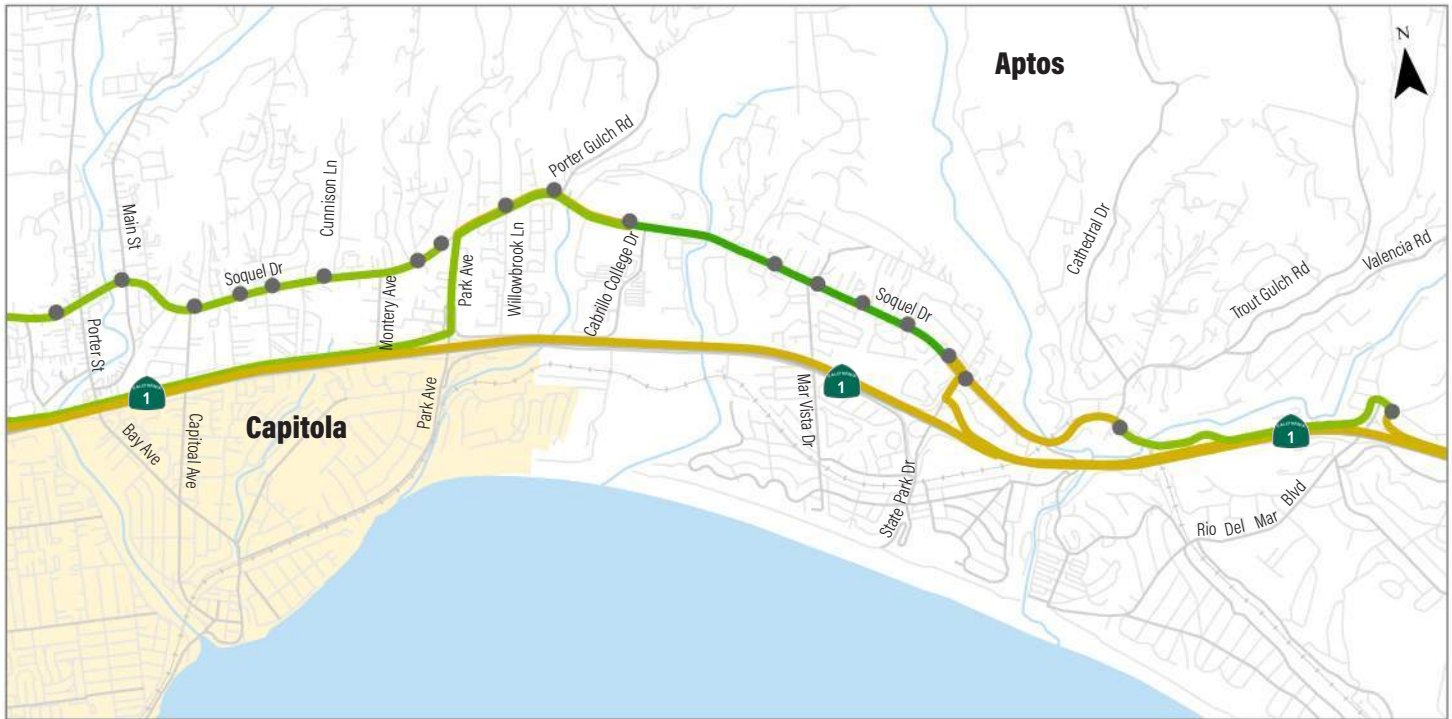 N
Aptos
Porter Gulch Rd
Main St
Cunnison Ln
Cathedral Dr
Valencia Rd
Soquel Dr
Park Ave
Willowbrook Ln
Cabrillo College Dr
Trout Gulch Rd
Montery Ave
Soquel Dr
Porter St
1
1
1
Mar Vista Dr
Park Ave
Capitola
Bay Ave
Capitoal Ave
State Park Dr
Rio Del Mar Blvd